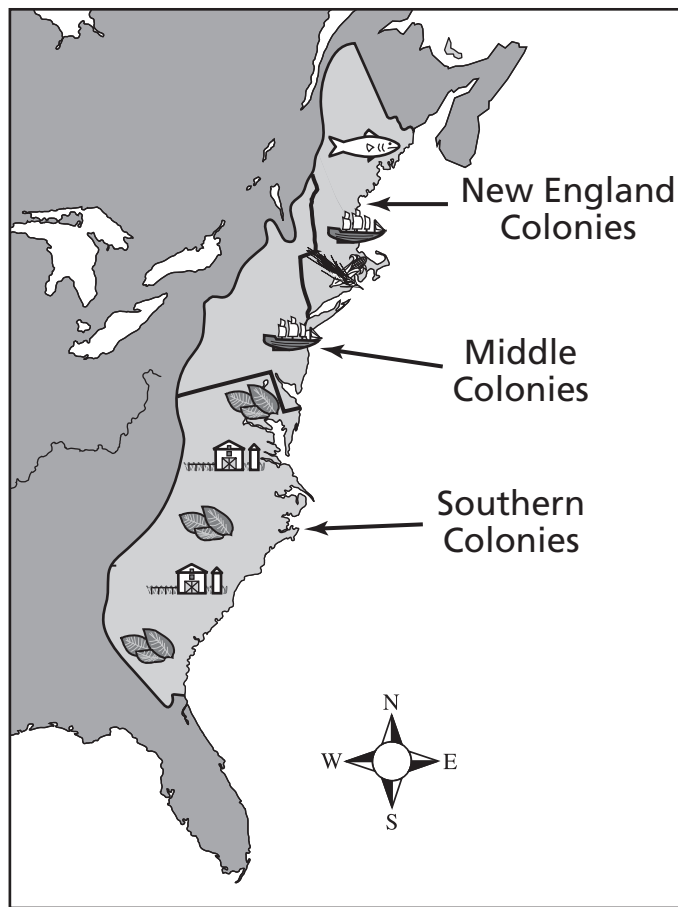 New England
Colonies
Middle
Colonies
Southern
Colonies
N
W E
S